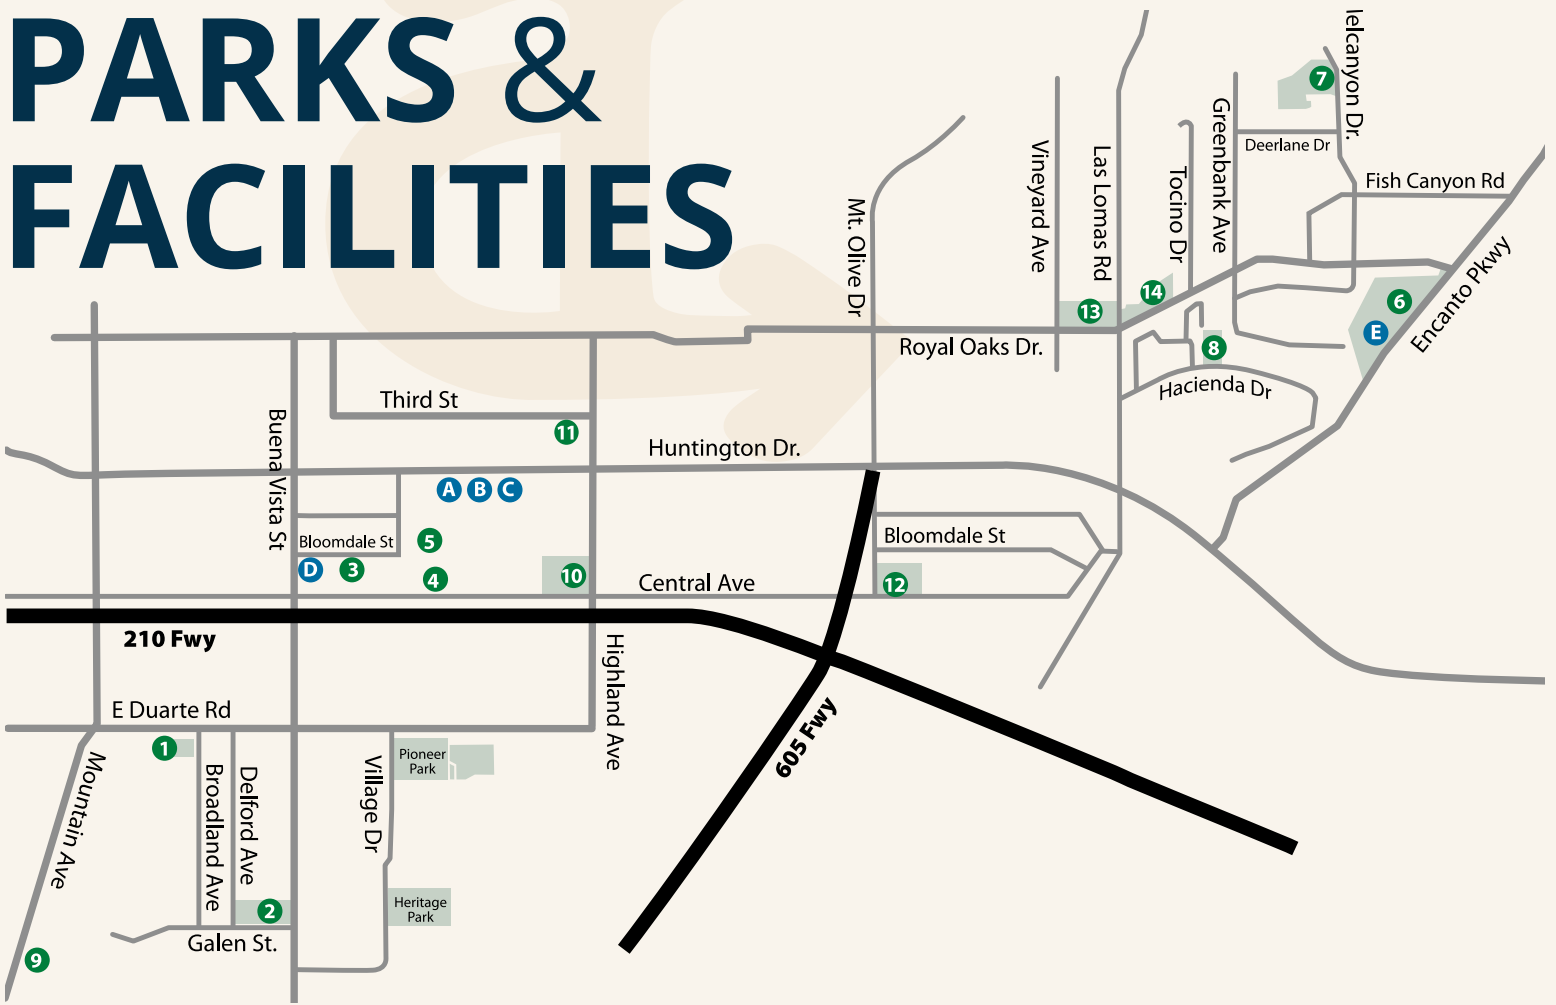 PARKS &
FACILITIES
elcanyon Dr.
7
Greenbank Ave
Deerlane Dr
Vineyard Ave
Las Lomas Rd
Tocino Dr
Fish Canyon Rd
Mt. Olive Dr
Encanto Pkwy
14
13
6
E
8
Royal Oaks Dr.
Hacienda Dr
Third St
11
Buena Vista St
Huntington Dr.
A B C
Bloomdale St
5
D
3
4
10
Central Ave
Bloomdale St
12
210 Fwy
Highland Ave
605 Fwy
E Duarte Rd
1
Mountain Ave
Broadland Ave
Delford Ave
Village Dr
Pioneer
Park
2
Heritage
Park
Galen St.
9